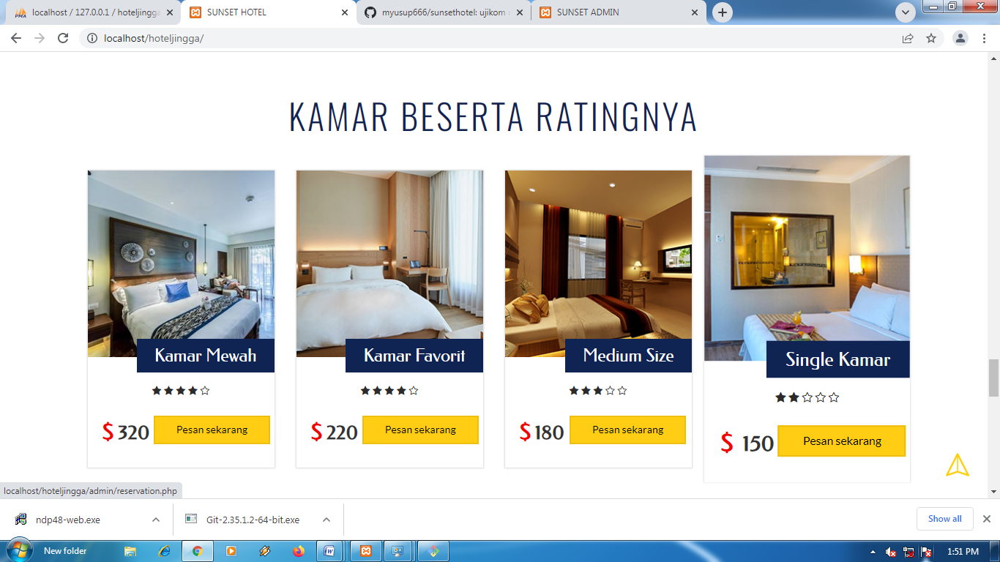 localhost / 127.0.0.1 / hoteljingga
SUNSET HOTEL
myusup666/sunsethotel: ujikom
SUNSET ADMIN
localhost/hoteljingga/
KAMAR BESERTA RATINGNYA
Kamar Mewah
Kamar Favorit
Medium Size
Single Kamar
$ 320 Pesan sekarang
$ 220 Pesan sekarang
$ 180 Pesan sekarang
$ 150 Pesan sekarang
localhost/hoteljingga/admin/reservation.php
ndp48-web.exe
Git-2.35.1.2-64-bit.exe
Show all
New folder
1:51 PM